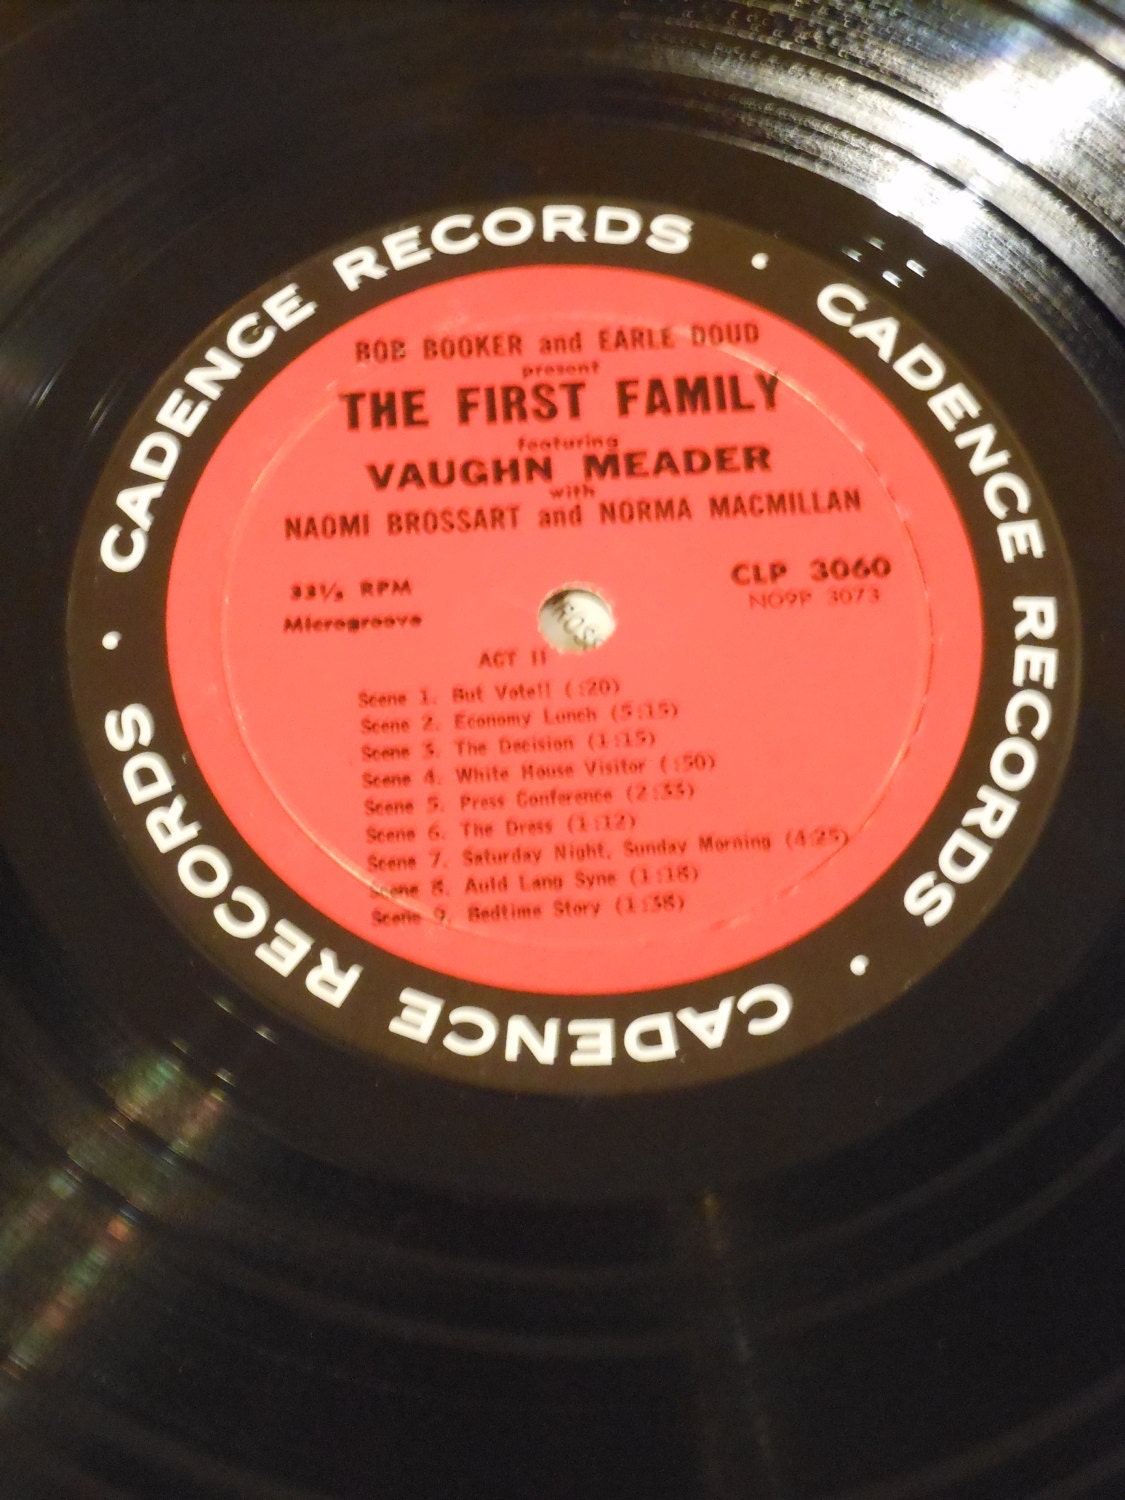 CADENCE RECORDS · CADENCE RECORDS · CADENCE RECORDS ·
BOB BOOKER and EARLE DOUD
present
THE FIRST FAMILY
featuring
VAUGHN MEADER
with
NAOMI BROSSART and NORMA MACMILLAN
33⅓ RPM
Microgroove
CLP 3060
NO9P 3073
ROSS
ACT II
Scene 1. But Vote!! (:20)
Scene 2. Economy Lunch (5:15)
Scene 3. The Decision (1:15)
Scene 4. White House Visitor (:50)
Scene 5. Press Conference (2:33)
Scene 6. The Dress (1:12)
Scene 7. Saturday Night, Sunday Morning (4:25)
Scene 8. Auld Lang Syne (1:18)
Scene 9. Bedtime Story (1:38)